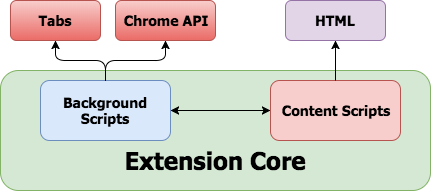 Tabs
Chrome API
HTML
Background
Scripts
Content Scripts
Extension Core